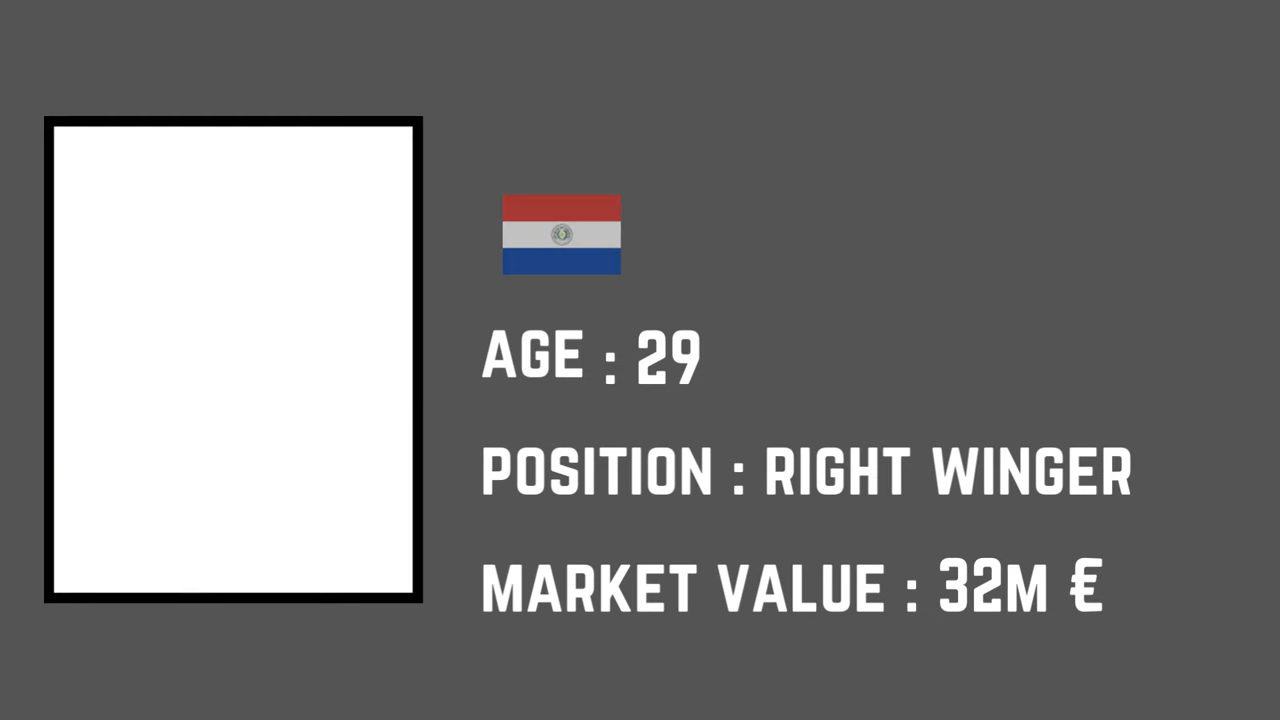 AGE : 29
POSITION : RIGHT WINGER
MARKET VALUE : 32M €